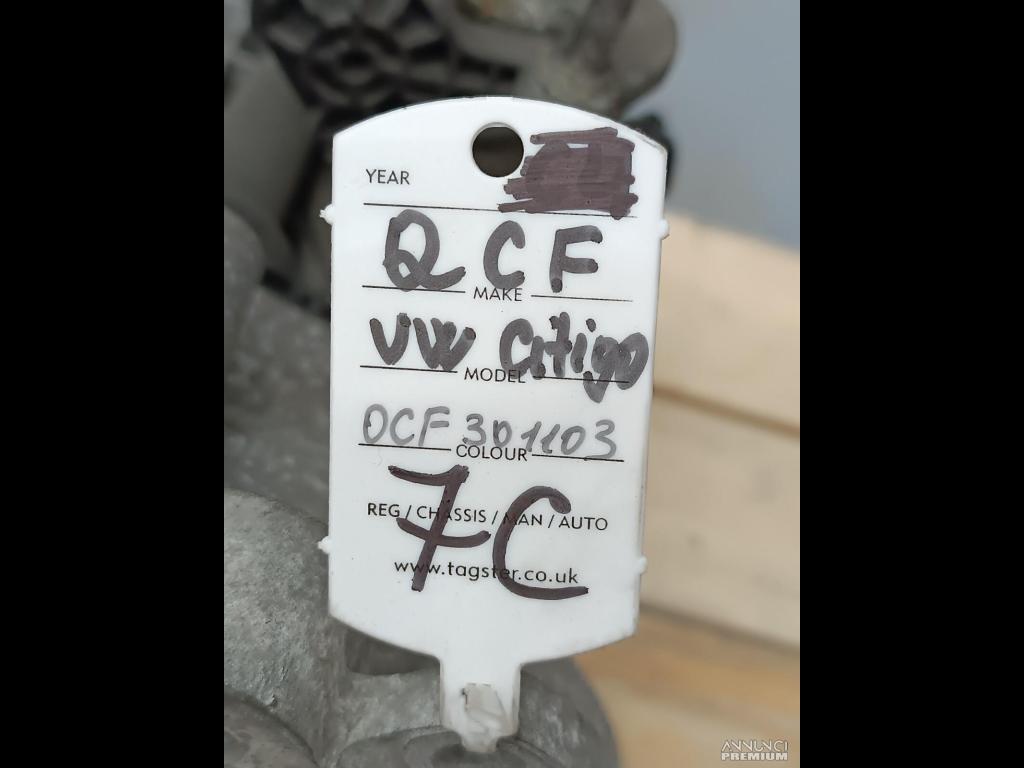 YEAR
QCF
MAKE
VW Citigo
MODEL
0CF 301103
COLOUR
7C
REG / CHASSIS / MAN / AUTO
www.tagster.co.uk
ANNUNCI
PREMIUM